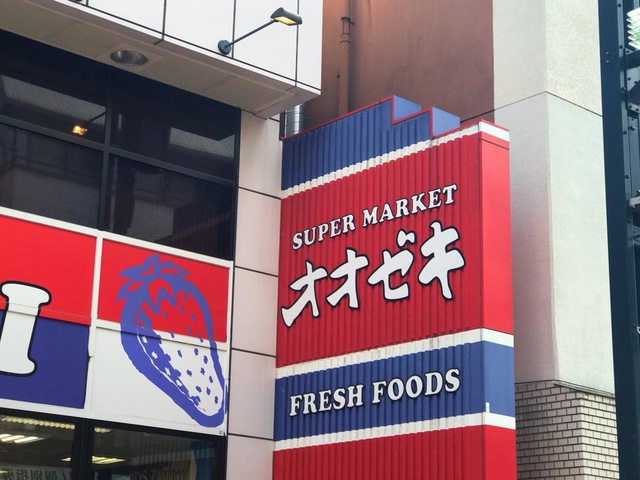 SUPER MARKET
オオゼキ
FRESH FOODS
I